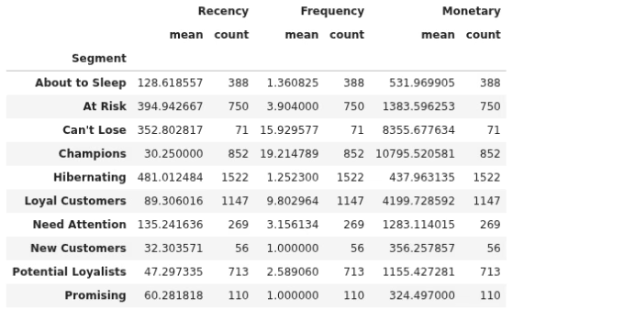 Recency Frequency Monetary
mean count mean count mean count
Segment
About to Sleep 128.618557 388 1.360825 388 531.969905 388
At Risk 394.942667 750 3.904000 750 1383.596253 750
Can't Lose 352.802817 71 15.929577 71 8355.677634 71
Champions 30.250000 852 19.214789 852 10795.520581 852
Hibernating 481.012484 1522 1.252300 1522 437.963135 1522
Loyal Customers 89.306016 1147 9.802964 1147 4199.728592 1147
Need Attention 135.241636 269 3.156134 269 1283.114015 269
New Customers 32.303571 56 1.000000 56 356.257857 56
Potential Loyalists 47.297335 713 2.589060 713 1155.427281 713
Promising 60.281818 110 1.000000 110 324.497000 110